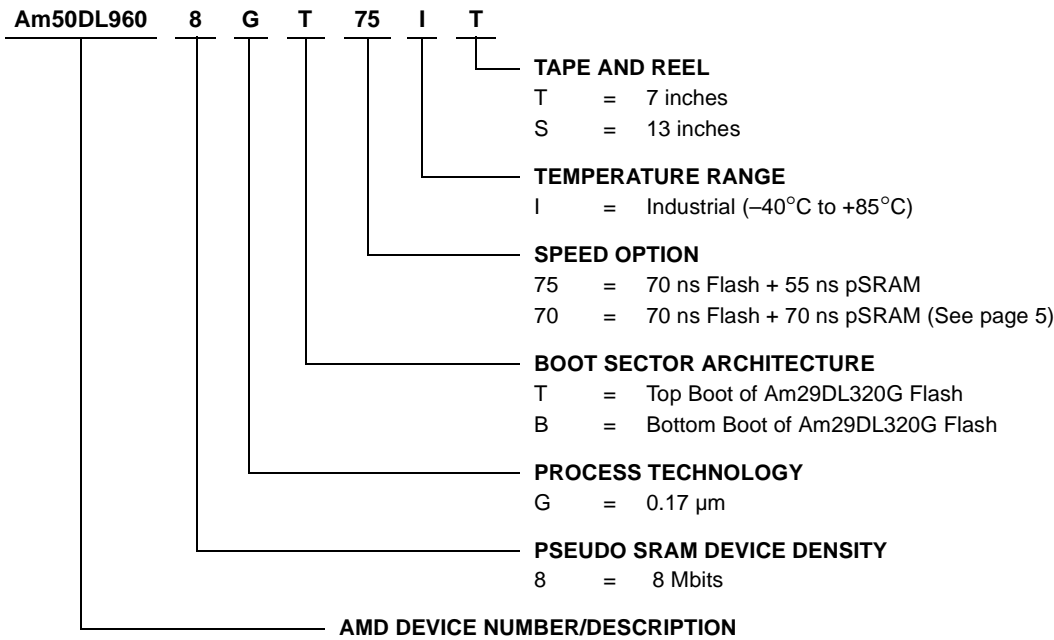 Am50DL960 8 G T 75 I T
TAPE AND REEL
T = 7 inches
S = 13 inches
TEMPERATURE RANGE
I = Industrial (–40°C to +85°C)
SPEED OPTION
75 = 70 ns Flash + 55 ns pSRAM
70 = 70 ns Flash + 70 ns pSRAM (See page 5)
BOOT SECTOR ARCHITECTURE
T = Top Boot of Am29DL320G Flash
B = Bottom Boot of Am29DL320G Flash
PROCESS TECHNOLOGY
G = 0.17 µm
PSEUDO SRAM DEVICE DENSITY
8 = 8 Mbits
AMD DEVICE NUMBER/DESCRIPTION